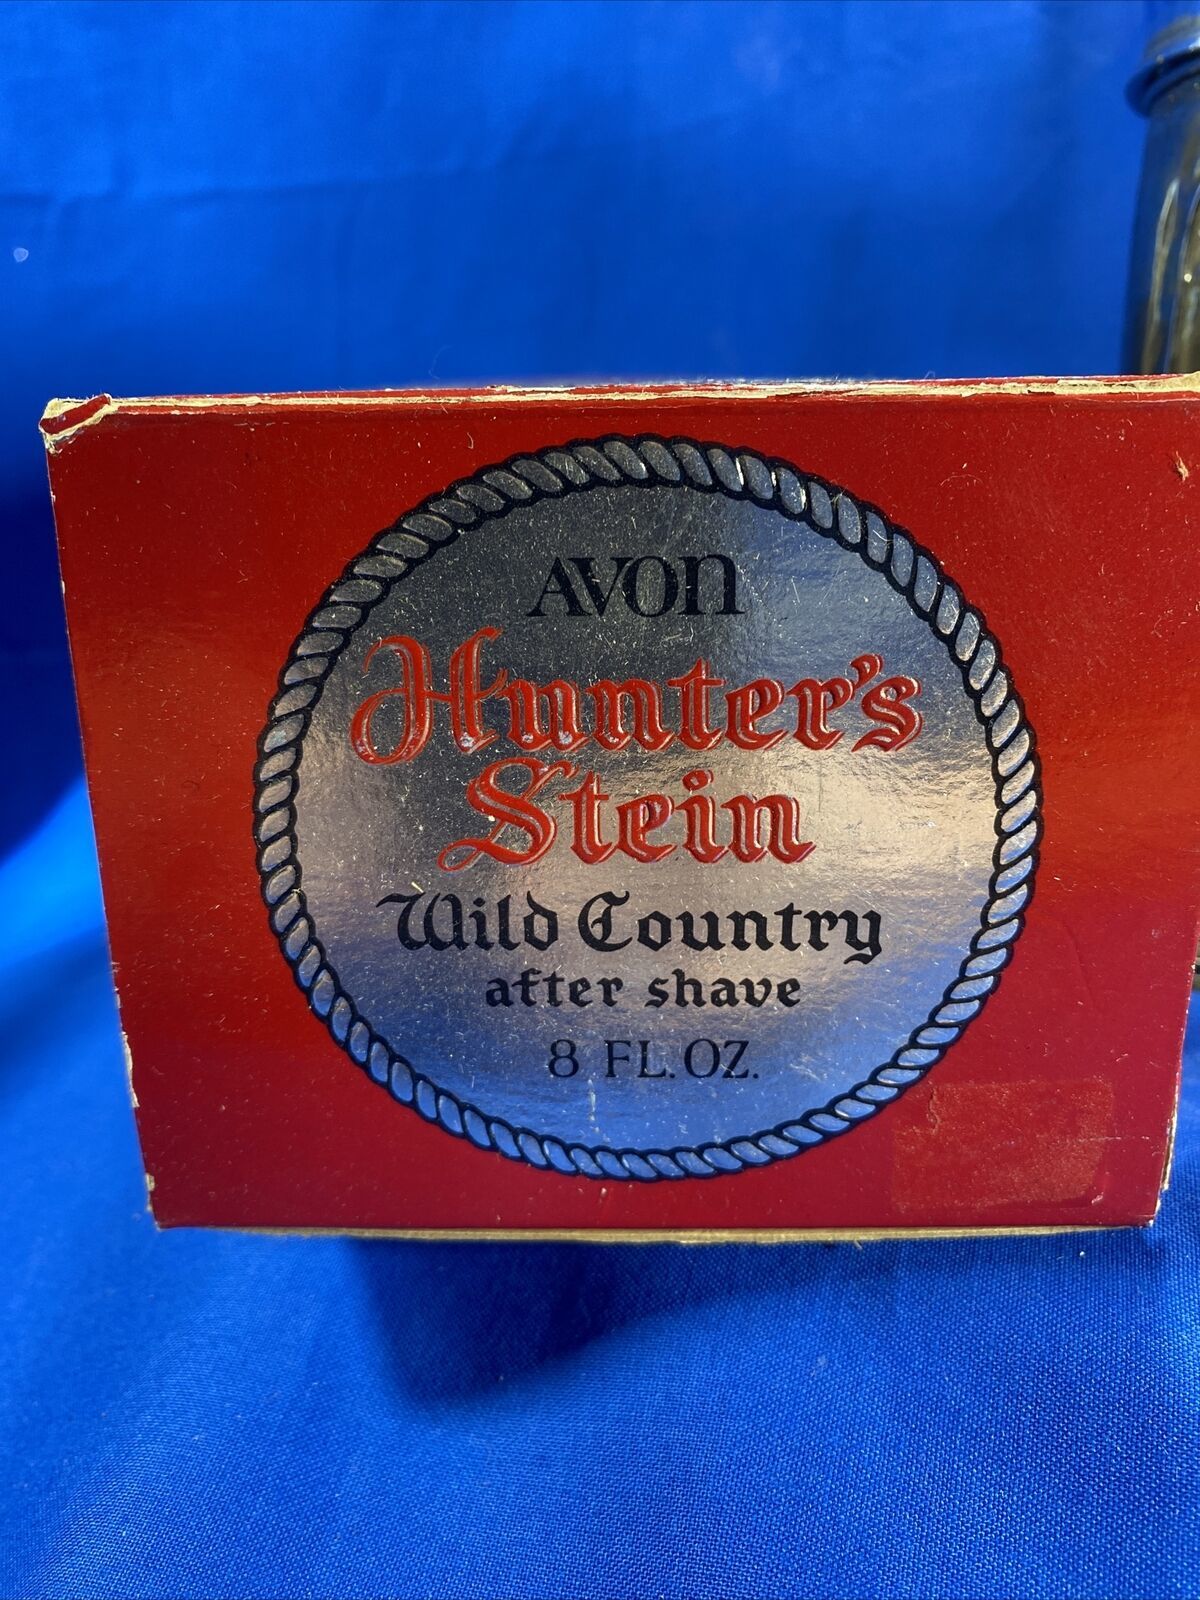 AVON
Hunter's
Stein
Wild Country
after shave
8 FL.OZ.